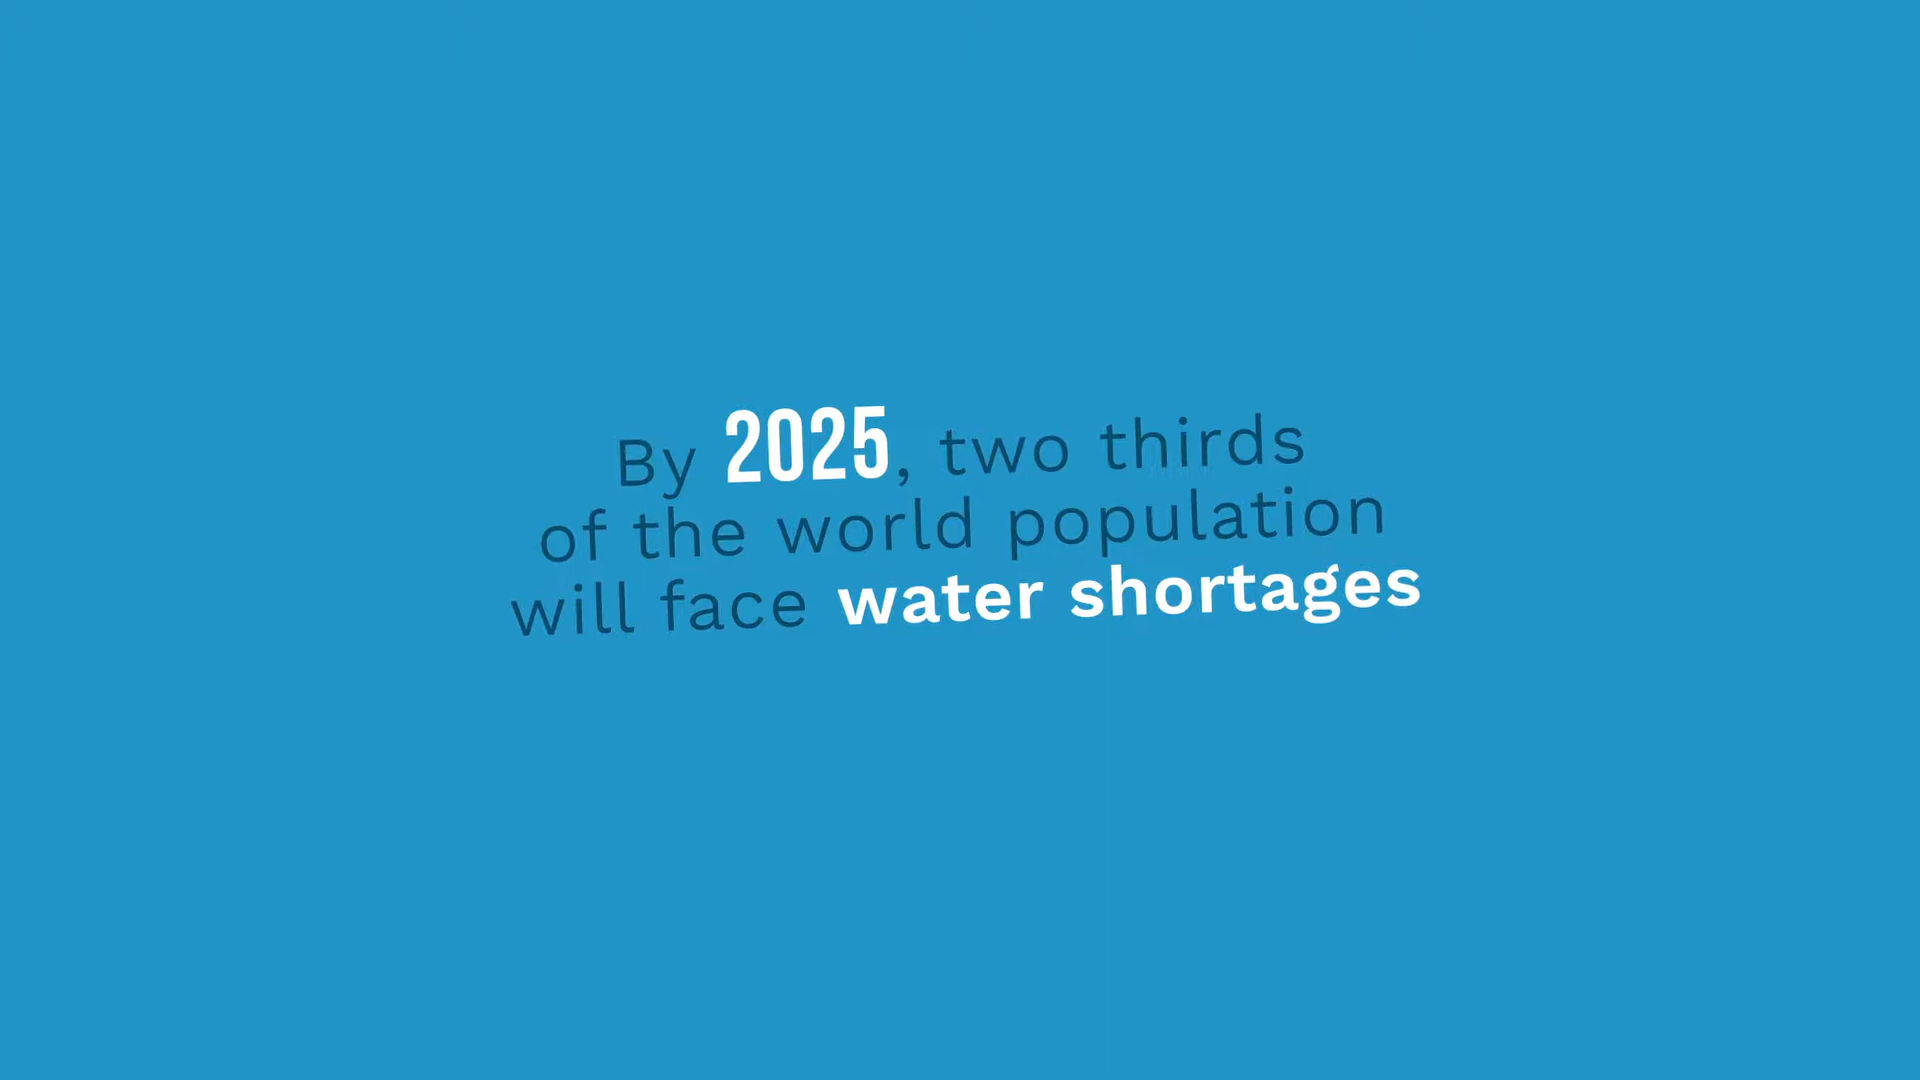 By 2025, two thirds
of the world population
will face water shortages